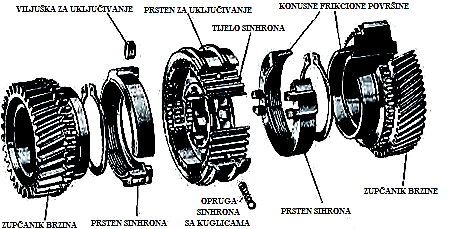 VILJUŠKA ZA UKLJUČIVANJE
PRSTEN ZA UKLJUČIVANJE
KONUSNE FRIKCIONE POVRŠINE
TIJELO SINHRONA
ZUPČANIK BRZINA
PRSTEN SINHRONA
OPRUGA
SINHRONA
SA KUGLICAMA
PRSTEN SIHRONA
ZUPČANIK BRZINE